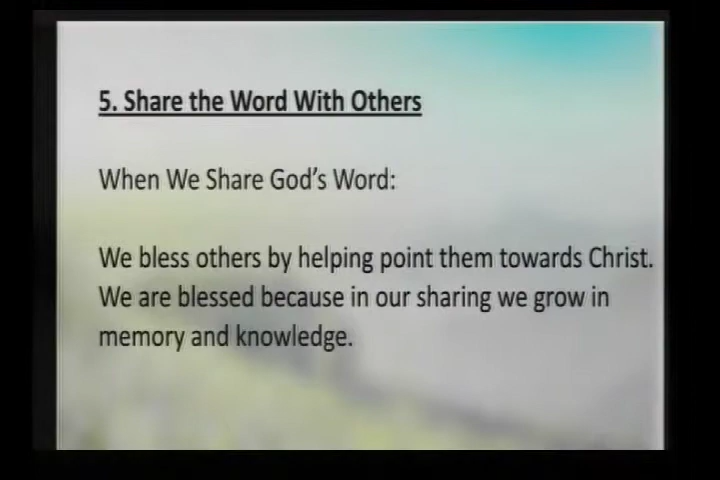 5. Share the Word With Others
When We Share God's Word:
We bless others by helping point them towards Christ.
We are blessed because in our sharing we grow in
memory and knowledge.